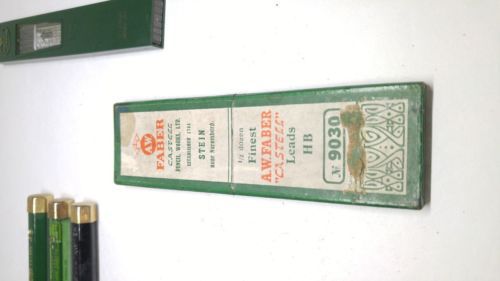 A.W.
FABER
CASTELL
PENCIL WORKS, LTD.
ESTABLISHED 1761
STEIN
near Nuremberg.
1/2 dozen
Finest
A.W.FABER
"CASTELL"
Leads
HB
№ 9030